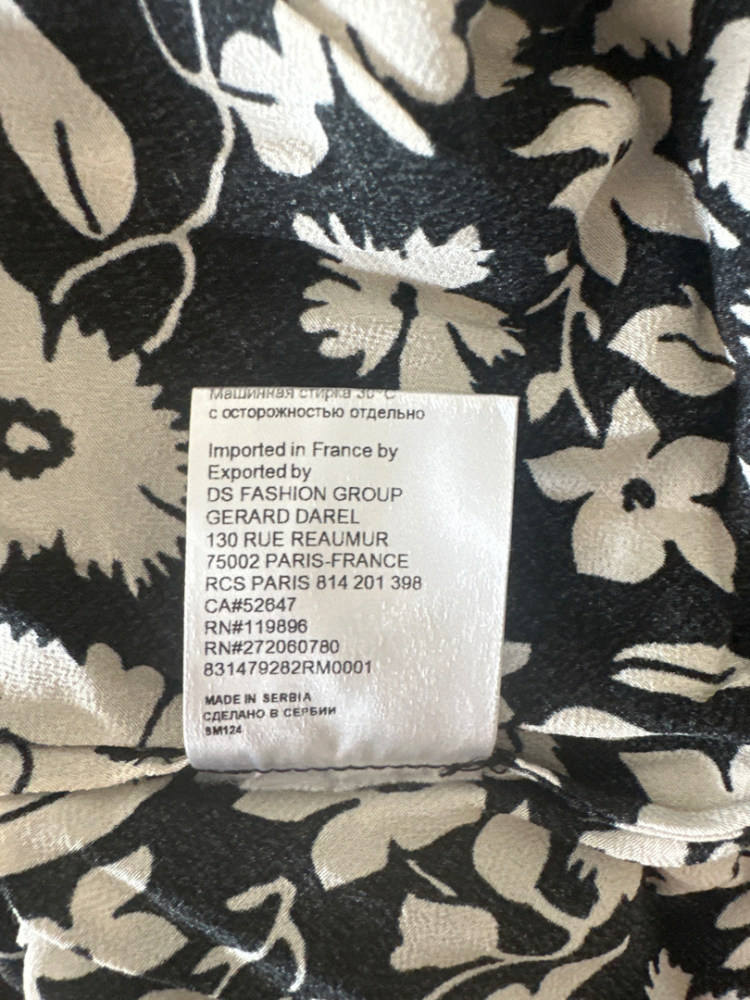 Машинная стирка 30°C
с осторожностью отдельно
Imported in France by
Exported by
DS FASHION GROUP
GERARD DAREL
130 RUE REAUMUR
75002 PARIS-FRANCE
RCS PARIS 814 201 398
CA#52647
RN#119896
RN#272060780
831479282RM0001
MADE IN SERBIA
СДЕЛАНО В СЕРБИИ
SM124